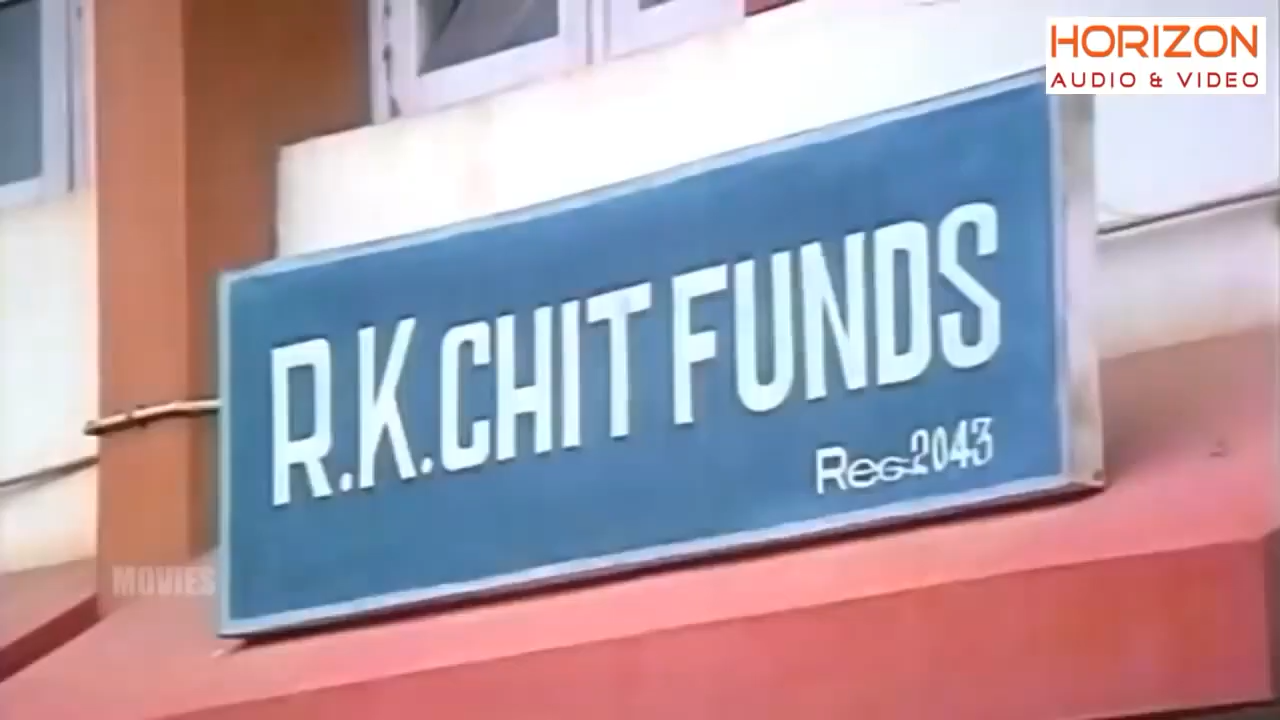 HORIZON
AUDIO & VIDEO
R.K.CHIT FUNDS
Reg 2043
MOVIES